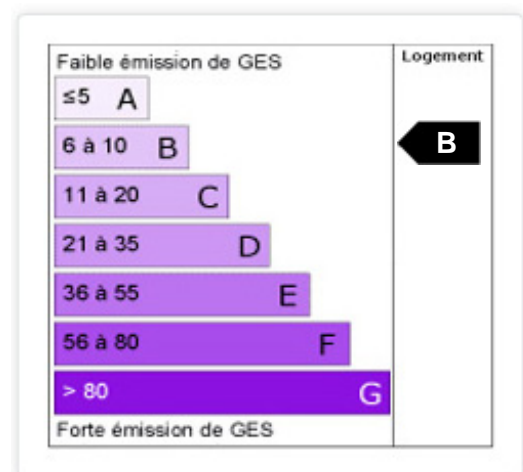 Faible émission de GES
Logement
≤5 A
6 à 10 B
B
11 à 20 C
21 à 35 D
36 à 55 E
56 à 80 F
> 80 G
Forte émission de GES